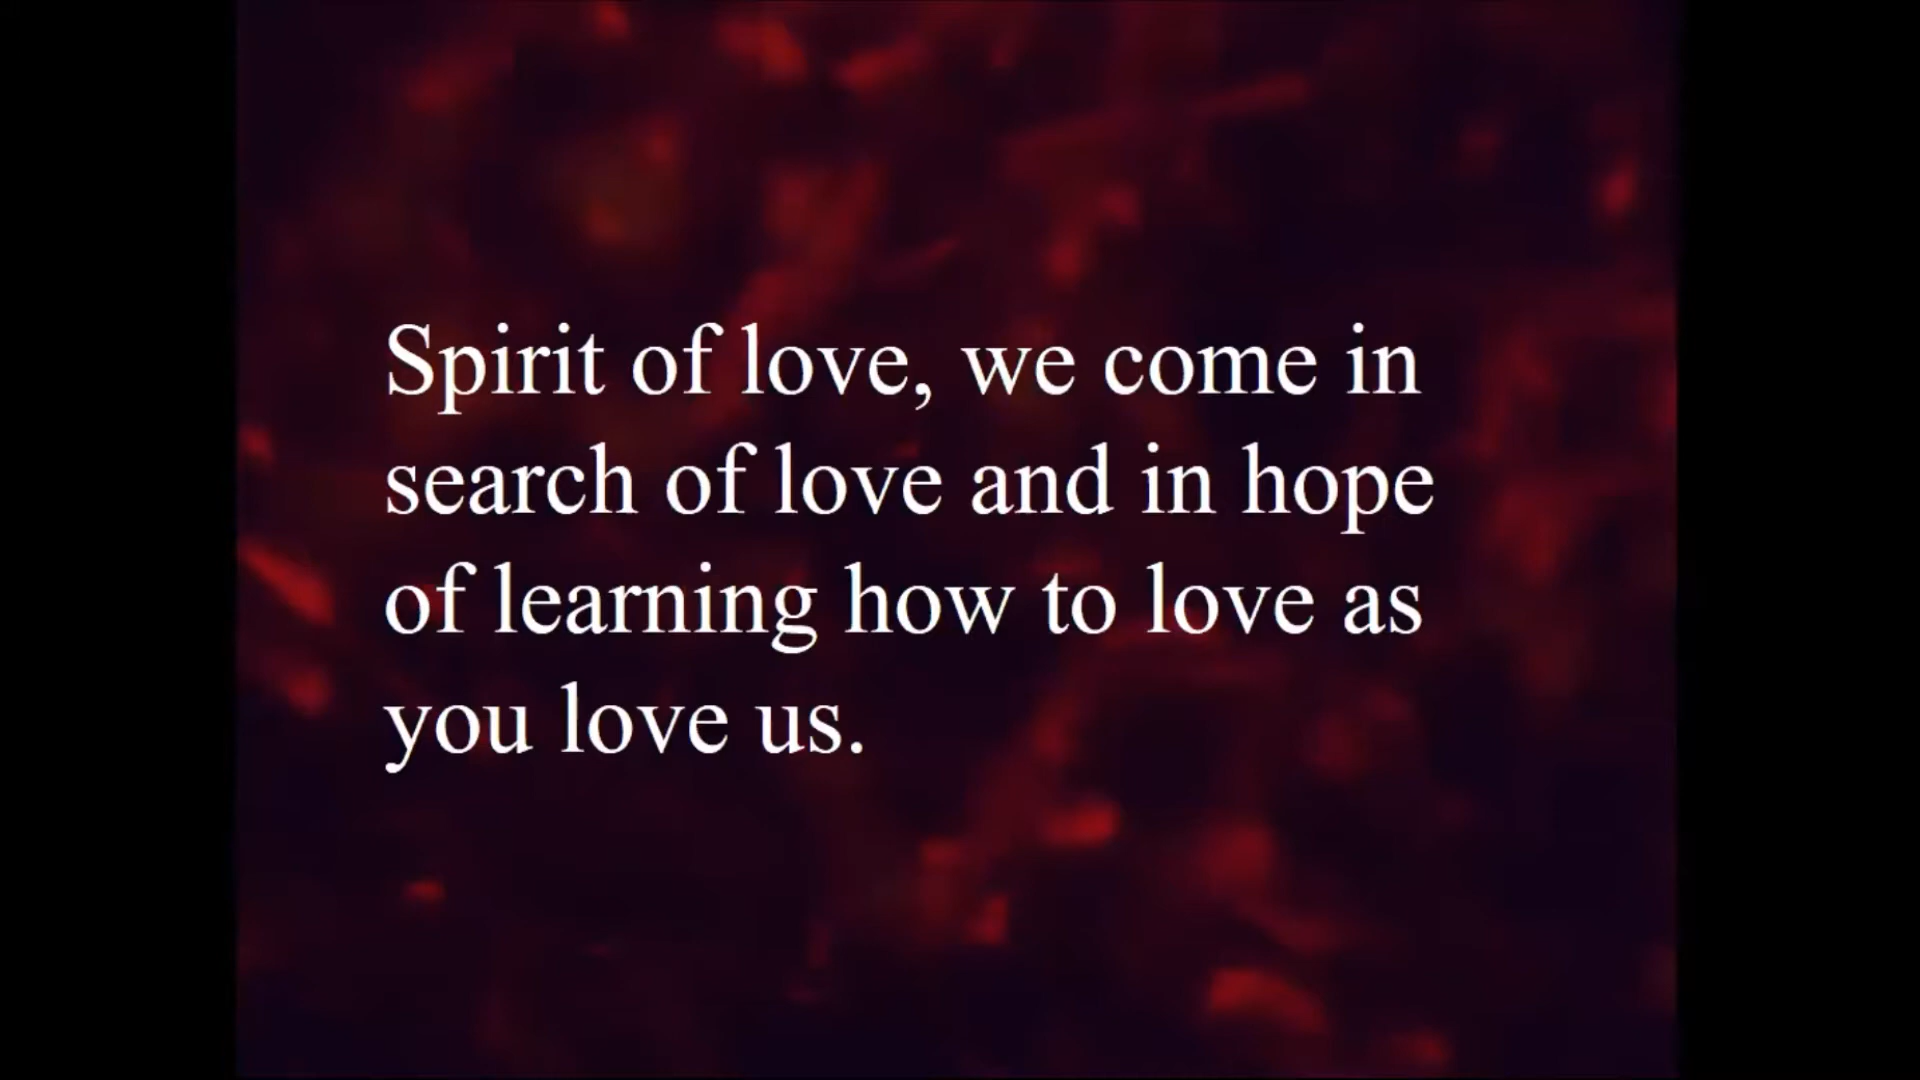 Spirit of love, we come in
search of love and in hope
of learning how to love as
you love us.